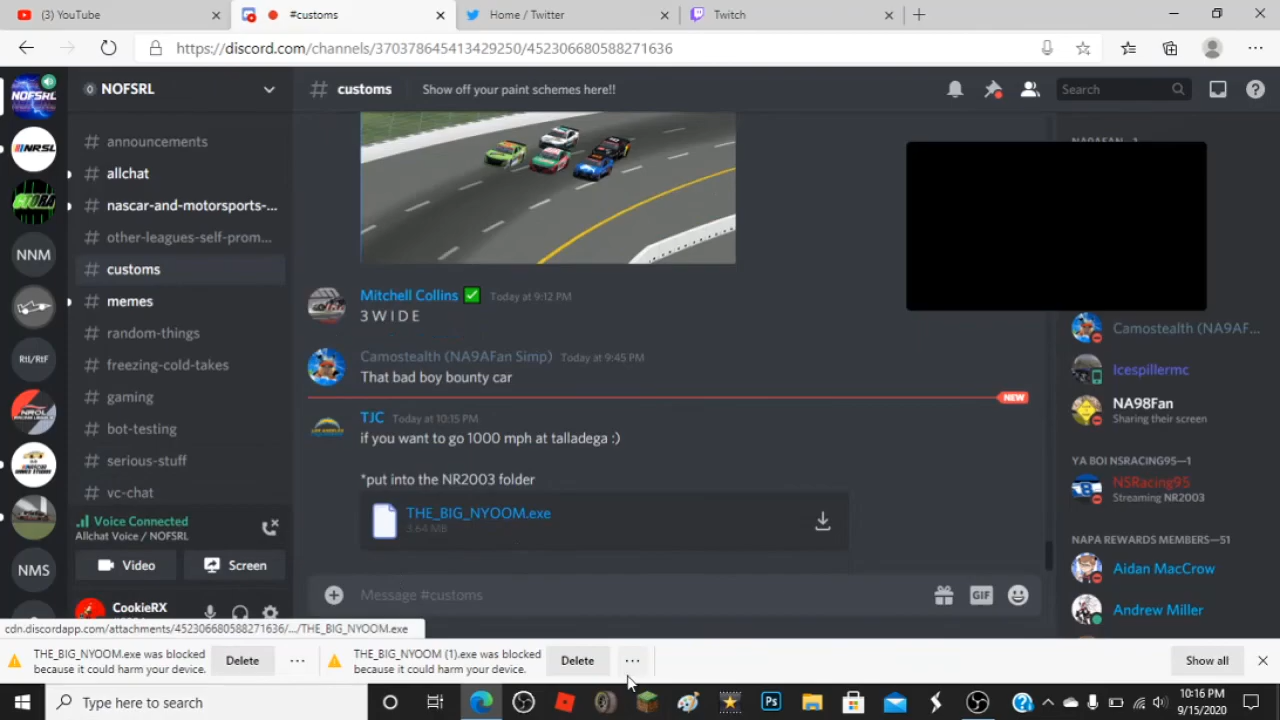 (3) YouTube
#customs
Home / Twitter
Twitch
https://discord.com/channels/370378645413429250/452306680588271636
NOFSRL
NOFSRL
# customs
Show off your paint schemes here!!
Search
# announcements
NRSL
# allchat
# nascar-and-motorsports-...
# other-leagues-self-prom...
NNM
# customs
Mitchell Collins Today at 9:12 PM
3 W I D E
# memes
Camostealth (NA9AF...
# random-things
Rtl/RtF
Camostealth (NA9AFan Simp) Today at 9:45 PM
That bad boy bounty car
# freezing-cold-takes
Icespillermc
NEW
# gaming
NROL
NA98Fan
Sharing their screen
TJC Today at 10:15 PM
if you want to go 1000 mph at talladega :)
# bot-testing
# serious-stuff
YA BOI NSRACING95—1
*put into the NR2003 folder
NSRacing95
Streaming NR2003
# vc-chat
THE_BIG_NYOOM.exe
3.64 MB
Voice Connected
Allchat Voice / NOFSRL
NAPA REWARDS MEMBERS—51
Video
Screen
NMS
Aidan MacCrow
Message #customs
GIF
CookieRX
Andrew Miller
cdn.discordapp.com/attachments/452306680588271636/.../THE_BIG_NYOOM.exe
THE_BIG_NYOOM.exe was blocked
because it could harm your device.
Delete
THE_BIG_NYOOM (1).exe was blocked
because it could harm your device.
Delete
Show all
Type here to search
Ps
10:16 PM
9/15/2020